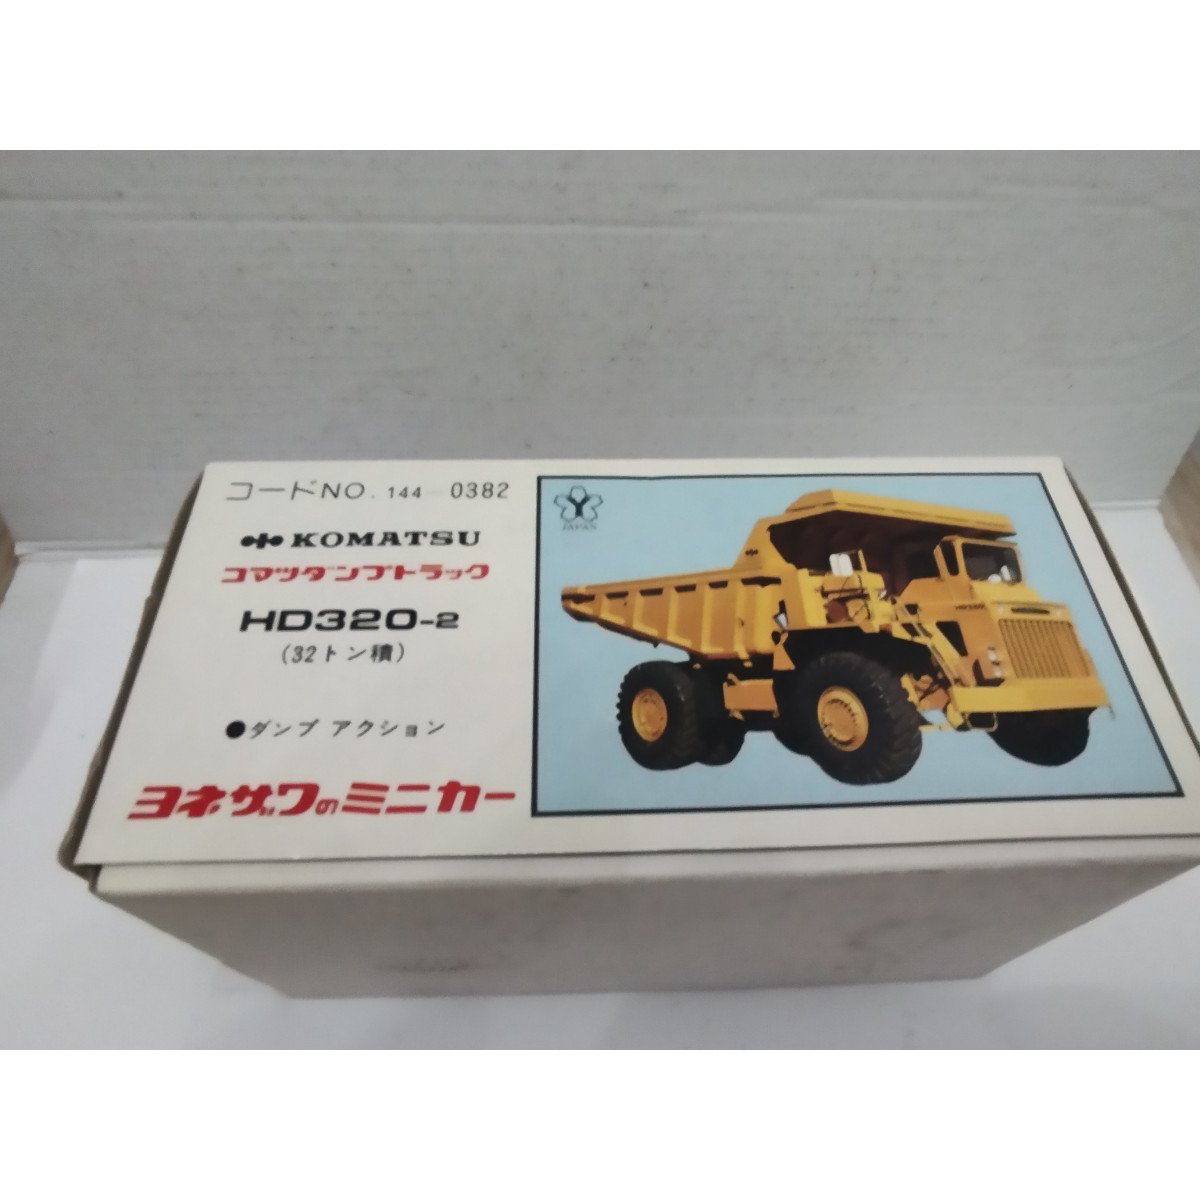 コードNO. 144-0382
KOMATSU
コマツダンプトラック
HD320-2
(32トン積)
●ダンプ アクション
ヨネザワのミニカー
Y
JAPAN